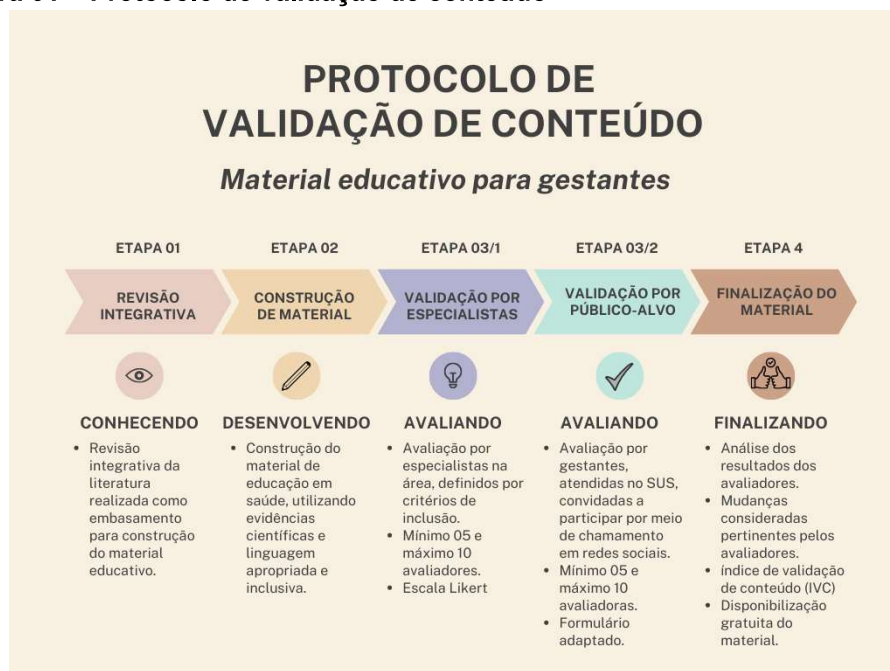 PROTOCOLO DE
VALIDAÇÃO DE CONTEÚDO
Material educativo para gestantes
ETAPA 01
REVISÃO
INTEGRATIVA
CONHECENDO
• Revisão
integrativa da
literatura
realizada como
embasamento
para construção
do material
educativo.
ETAPA 02
CONSTRUÇÃO
DE MATERIAL
DESENVOLVENDO
• Construção do
material de
educação em
saúde, utilizando
evidências
científicas e
linguagem
apropriada e
inclusiva.
ETAPA 03/1
VALIDAÇÃO POR
ESPECIALISTAS
AVALIANDO
• Avaliação por
especialistas na
área, definidos por
critérios de
inclusão.
• Mínimo 05 e
máximo 10
avaliadores.
• Escala Likert
ETAPA 03/2
VALIDAÇÃO POR
PÚBLICO-ALVO
AVALIANDO
• Avaliação por
gestantes,
atendidas no SUS,
convidadas a
participar por meio
de chamamento
em redes sociais.
• Mínimo 05 e
máximo 10
avaliadoras.
• Formulário
adaptado.
ETAPA 4
FINALIZAÇÃO DO
MATERIAL
FINALIZANDO
• Análise dos
resultados dos
avaliadores.
• Mudanças
consideradas
pertinentes pelos
avaliadores.
• índice de validação
de conteúdo (IVC)
• Disponibilização
gratuita do
material.